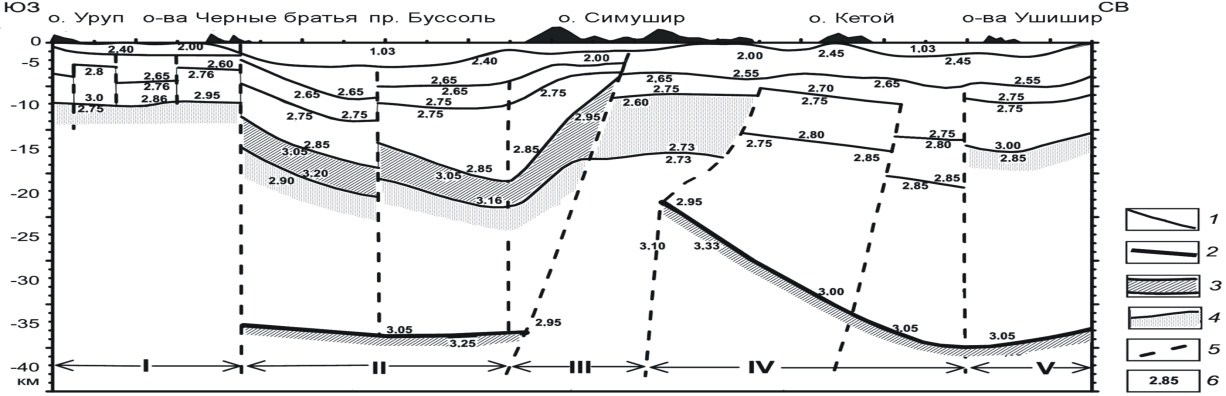 ЮЗ СВ
о. Уруп о-ва Черные братья пр. Буссоль о. Симушир о. Кетой о-ва Ушишир
0
2.40 2.00 1.03 2.40 2.00 2.00 2.45 1.03 2.45
-5
2.8 2.65 2.76 2.60 2.76 2.65 2.65 2.65 2.55 2.65 2.55
2.65 2.75 2.75 2.70
-10
3.0 2.86 2.95 2.75 2.75 2.75 2.75 2.60 2.75 2.75 2.75
2.95
-15
2.85 3.05 2.85 2.73 2.73 2.75 2.80 2.85 2.75 2.80 3.00 2.85
3.20 2.90 2.85 3.05 2.85 2.85
-20
3.16 2.95
-25
3.10 3.33
-30
3.00
-35
3.05 3.25 2.95 3.05 3.05
-40
км
I II III IV V
1
2
3
4
5
2.85 6